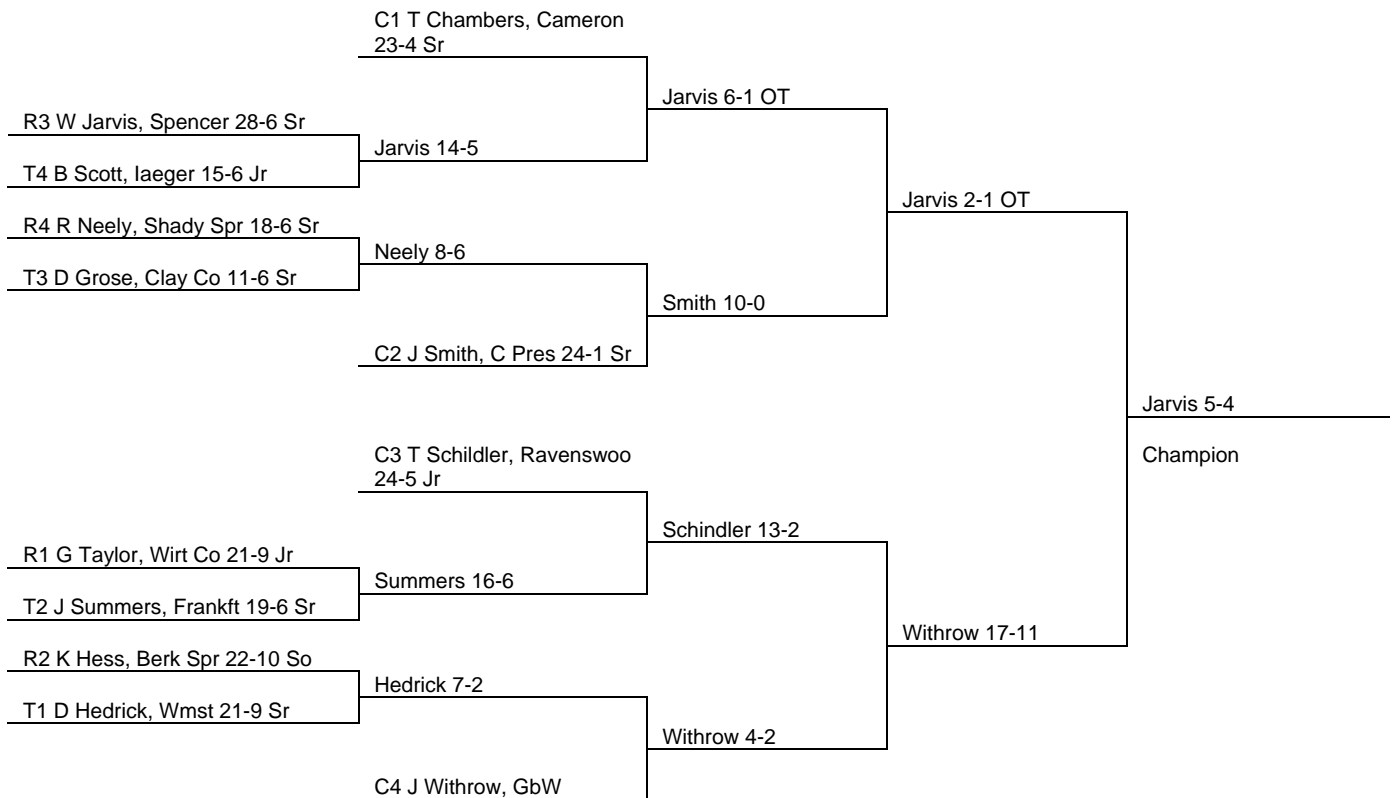 C1 T Chambers, Cameron
23-4 Sr
Jarvis 6-1 OT
R3 W Jarvis, Spencer 28-6 Sr
Jarvis 14-5
T4 B Scott, Iaeger 15-6 Jr
Jarvis 2-1 OT
R4 R Neely, Shady Spr 18-6 Sr
Neely 8-6
T3 D Grose, Clay Co 11-6 Sr
Smith 10-0
C2 J Smith, C Pres 24-1 Sr
Jarvis 5-4
C3 T Schildler, Ravenswoo
24-5 Jr
Champion
Schindler 13-2
R1 G Taylor, Wirt Co 21-9 Jr
Summers 16-6
T2 J Summers, Frankft 19-6 Sr
Withrow 17-11
R2 K Hess, Berk Spr 22-10 So
Hedrick 7-2
T1 D Hedrick, Wmst 21-9 Sr
Withrow 4-2
C4 J Withrow, GbW